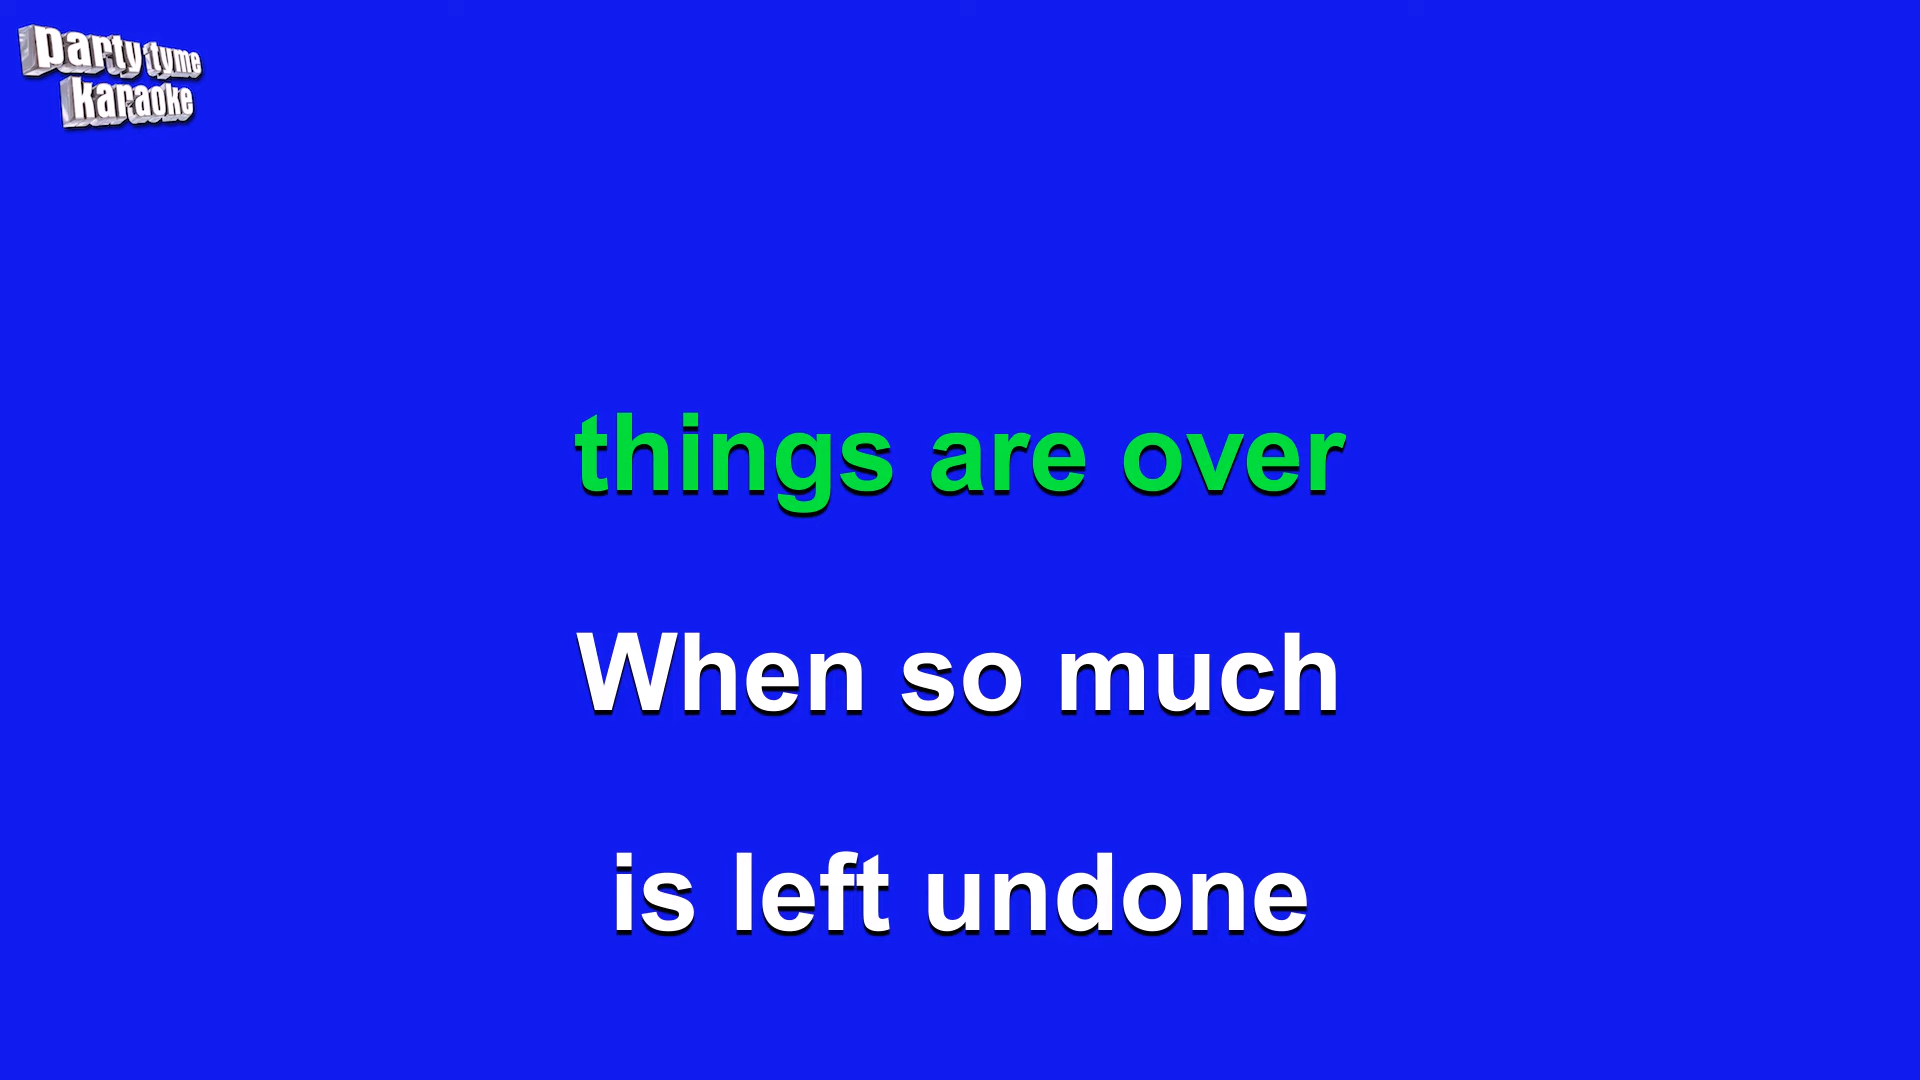 party tyme
karaoke
things are over
When so much
is left undone